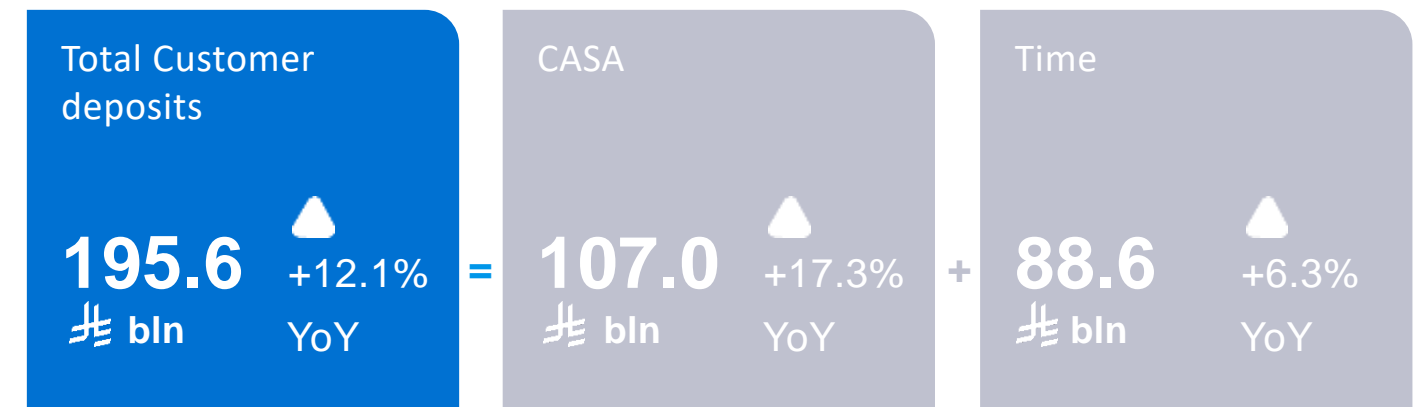 Total Customer
deposits
195.6
+12.1%
bln
YoY
=
CASA
107.0
+17.3%
bln
YoY
+
Time
88.6
+6.3%
bln
YoY